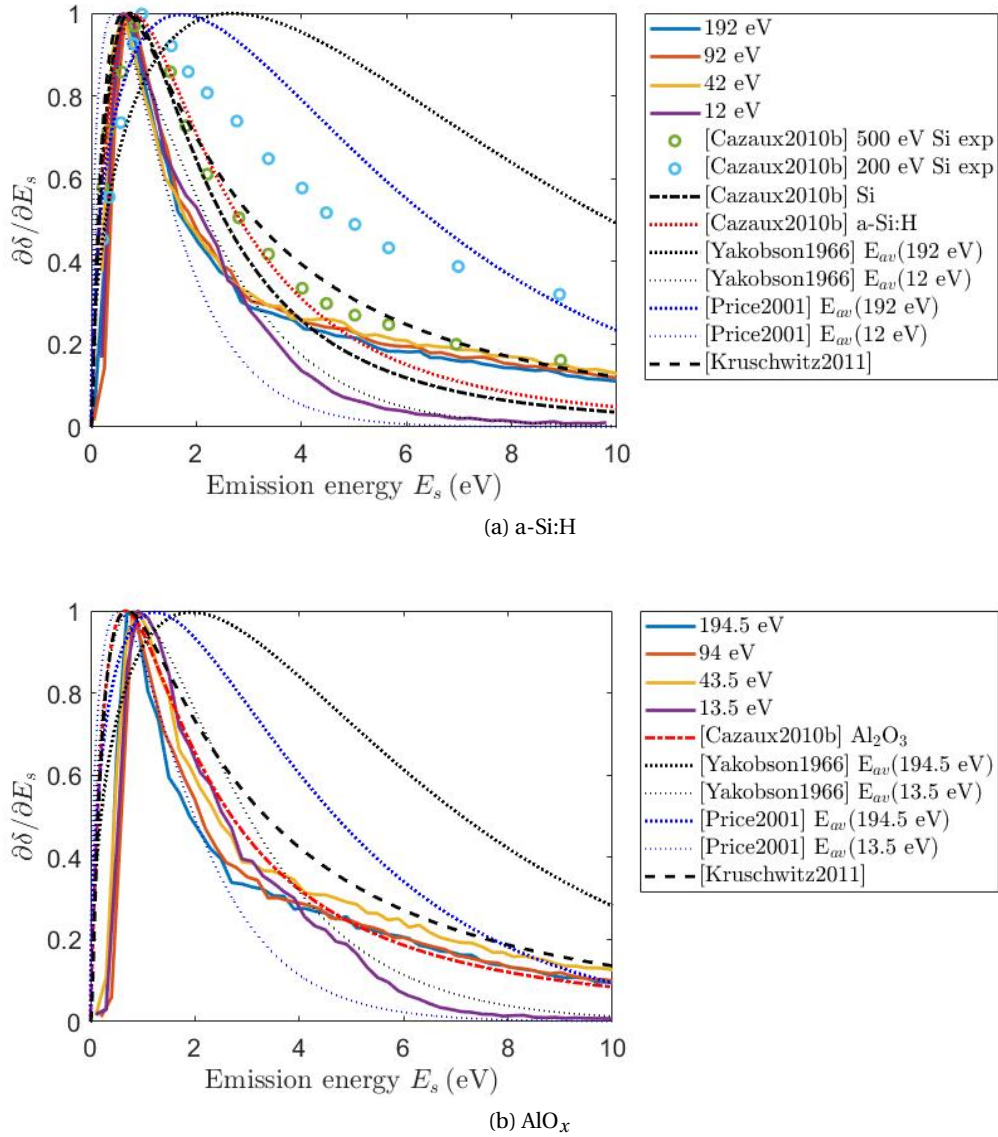 1
0.8
0.6
0.4
0.2
0
∂δ/∂E_s
0 2 4 6 8 10
Emission energy E_s (eV)
192 eV
92 eV
42 eV
12 eV
[Cazaux2010b] 500 eV Si exp
[Cazaux2010b] 200 eV Si exp
[Cazaux2010b] Si
[Cazaux2010b] a-Si:H
[Yakobson1966] E_av(192 eV)
[Yakobson1966] E_av(12 eV)
[Price2001] E_av(192 eV)
[Price2001] E_av(12 eV)
[Kruschwitz2011]
(a) a-Si:H
1
0.8
0.6
0.4
0.2
0
∂δ/∂E_s
0 2 4 6 8 10
Emission energy E_s (eV)
194.5 eV
94 eV
43.5 eV
13.5 eV
[Cazaux2010b] Al₂O₃
[Yakobson1966] E_av(194.5 eV)
[Yakobson1966] E_av(13.5 eV)
[Price2001] E_av(194.5 eV)
[Price2001] E_av(13.5 eV)
[Kruschwitz2011]
(b) AlOₓ